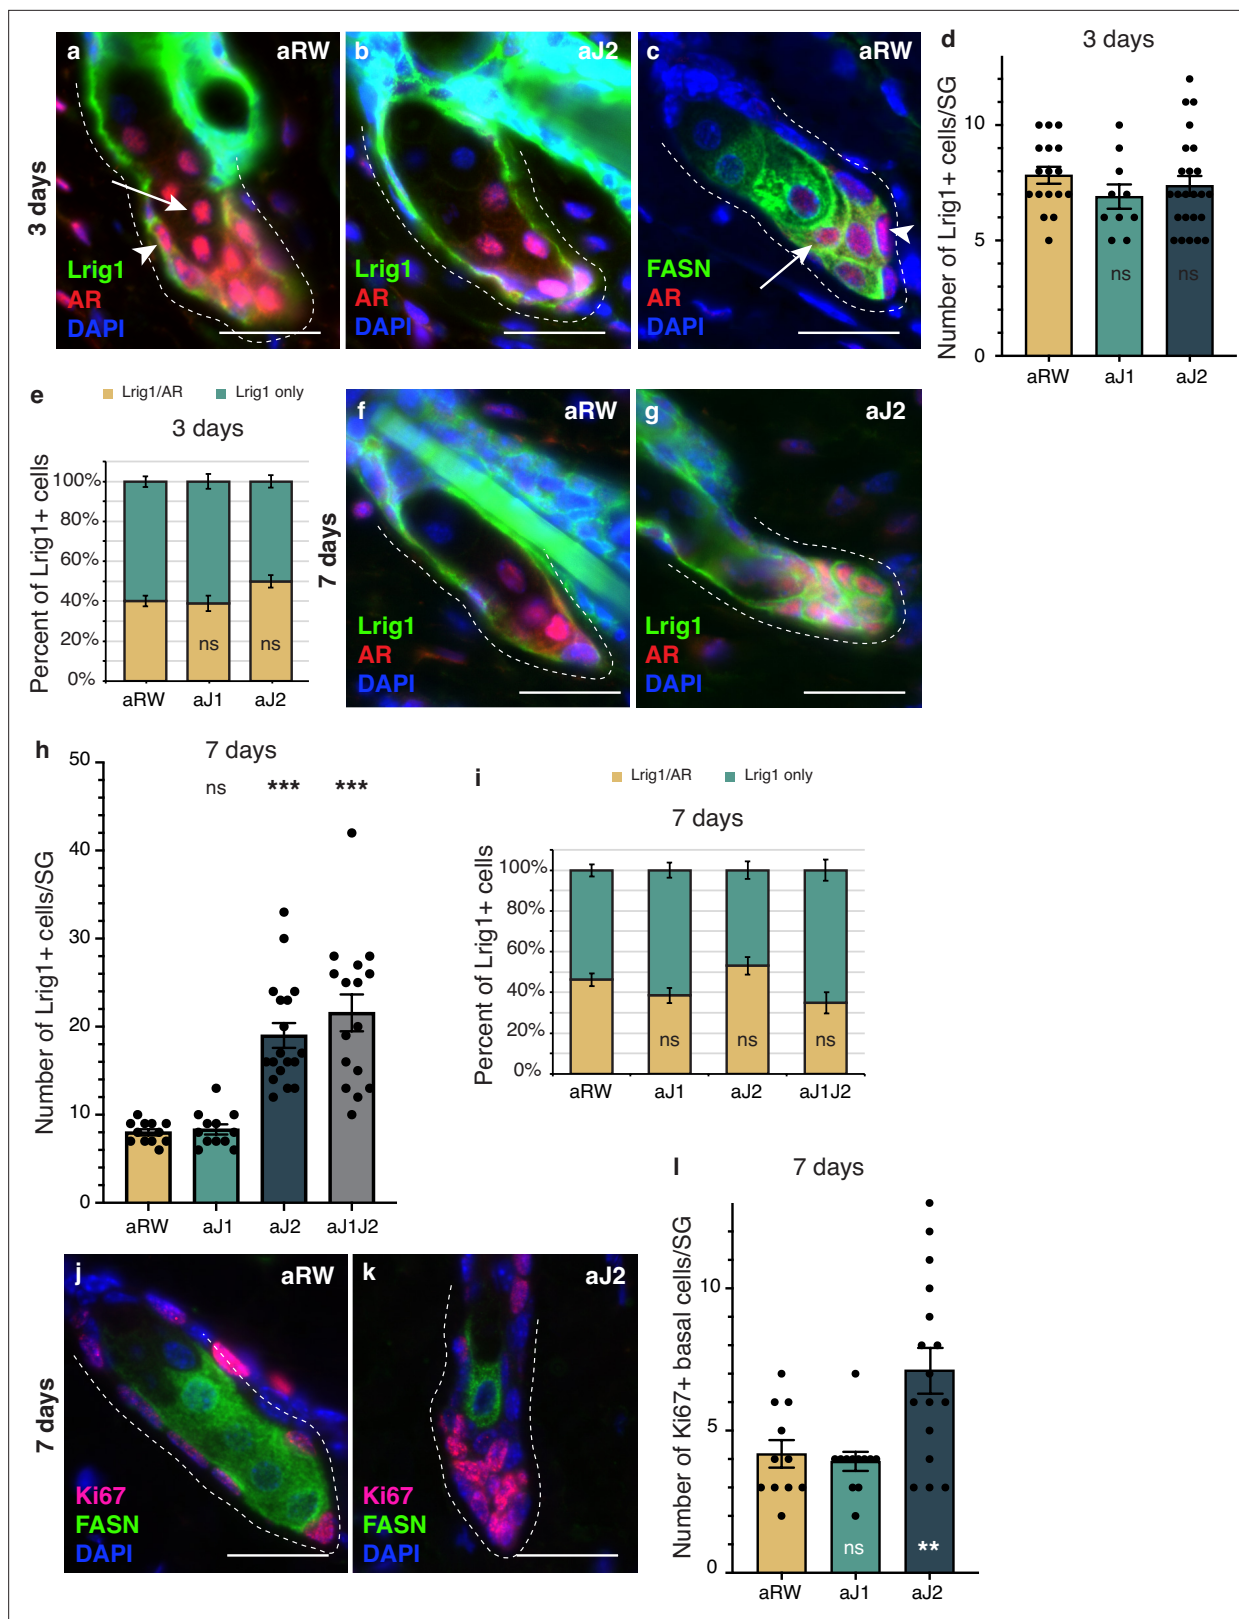 a
aRW
3 days
Lrig1
AR
DAPI
b
aJ2
Lrig1
AR
DAPI
c
aRW
FASN
AR
DAPI
d
3 days
Number of Lrig1+ cells/SG
10
5
0
ns
ns
aRW
aJ1
aJ2
e
Lrig1/AR
Lrig1 only
3 days
Percent of Lrig1+ cells
100%
80%
60%
40%
20%
0%
ns
ns
aRW
aJ1
aJ2
7 days
f
aRW
Lrig1
AR
DAPI
g
aJ2
Lrig1
AR
DAPI
h
7 days
Number of Lrig1+ cells/SG
50
40
30
20
10
0
ns
***
***
aRW
aJ1
aJ2
aJ1J2
i
Lrig1/AR
Lrig1 only
7 days
Percent of Lrig1+ cells
100%
80%
60%
40%
20%
0%
ns
ns
ns
aRW
aJ1
aJ2
aJ1J2
7 days
j
aRW
Ki67
FASN
DAPI
k
aJ2
Ki67
FASN
DAPI
l
7 days
Number of Ki67+ basal cells/SG
10
5
0
ns
**
aRW
aJ1
aJ2